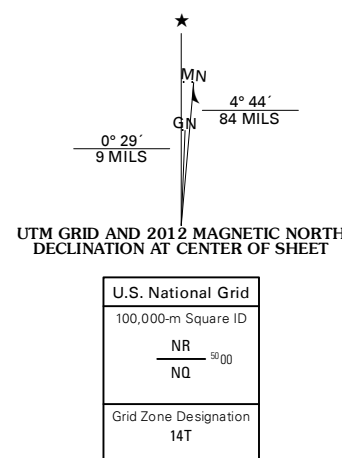 ★
MN
4° 44´
84 MILS
GN
0° 29´
9 MILS
UTM GRID AND 2012 MAGNETIC NORTH
DECLINATION AT CENTER OF SHEET
U.S. National Grid
100,000-m Square ID
NR
5000
NQ
Grid Zone Designation
14T